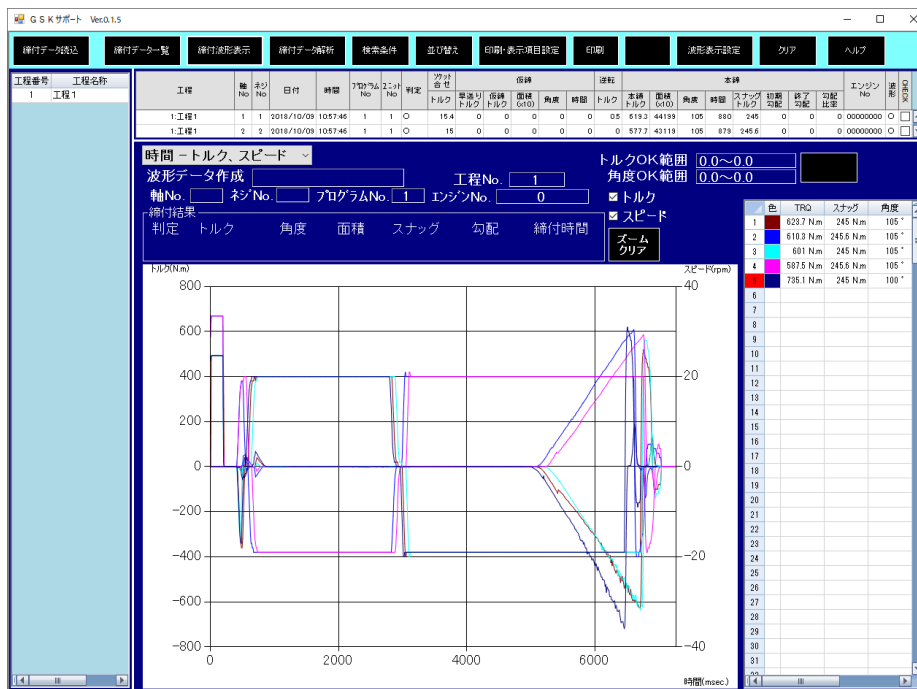 ＧＳＫサポート Ver.0.1.5
締付データ読込 締付データ一覧 締付波形表示 締付データ解析 検索条件 並び替え 印刷・表示項目設定 印刷 波形表示設定 クリア ヘルプ
工程番号 工程名称
1 工程1
工程 軸No ネジNo 日付 時間 プログラムNo ユニットNo 判定 ソケット合せ 仮締 逆転 本締 エンジンNo 波形 CHECK
トルク 早送りトルク 仮締トルク 面積(x10) 角度 時間 トルク 本締トルク 面積(x10) 角度 時間 スナッグトルク 初期勾配 終了勾配 勾配比率
1:工程1 1 1 2018/10/09 10:57:46 1 1 ○ 15.4 0 0 0 0 0 0.5 619.3 44199 105 880 245 0 0 0 00000000 ○
1:工程1 2 2 2018/10/09 10:57:46 1 1 ○ 15 0 0 0 0 0 0 577.7 43119 105 879 245.6 0 0 0 00000000 ○
時間－トルク、スピード
トルクOK範囲 0.0～0.0
波形データ作成 工程No. 1 角度OK範囲 0.0～0.0
軸No. ネジNo. プログラムNo. 1 エンジンNo. 0 トルク
スピード
締付結果
判定 トルク 角度 面積 スナッグ 勾配 締付時間
ズーム
クリア
トルク(N.m) スピード(rpm)
800 40
600
400 20
200
0 0
-200
-400 -20
-600
-800 -40
0 2000 4000 6000
時間(msec.)
色 TRQ スナッグ 角度
1 623.7 N.m 245 N.m 105 °
2 610.3 N.m 245.6 N.m 105 °
3 601 N.m 245 N.m 105 °
4 587.5 N.m 245.6 N.m 105 °
5 735.1 N.m 245 N.m 100 °
6
7
8
9
10
11
12
13
14
15
16
17
18
19
20
21
22
23
24
25
26
27
28
29
30
31